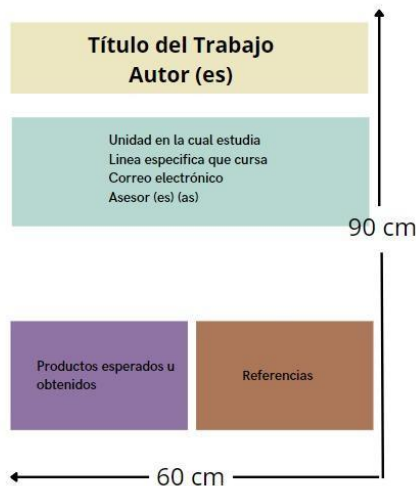 Título del Trabajo
Autor (es)
Unidad en la cual estudia
Linea especifica que cursa
Correo electrónico
Asesor (es) (as)
90 cm
Productos esperados u
obtenidos
Referencias
60 cm